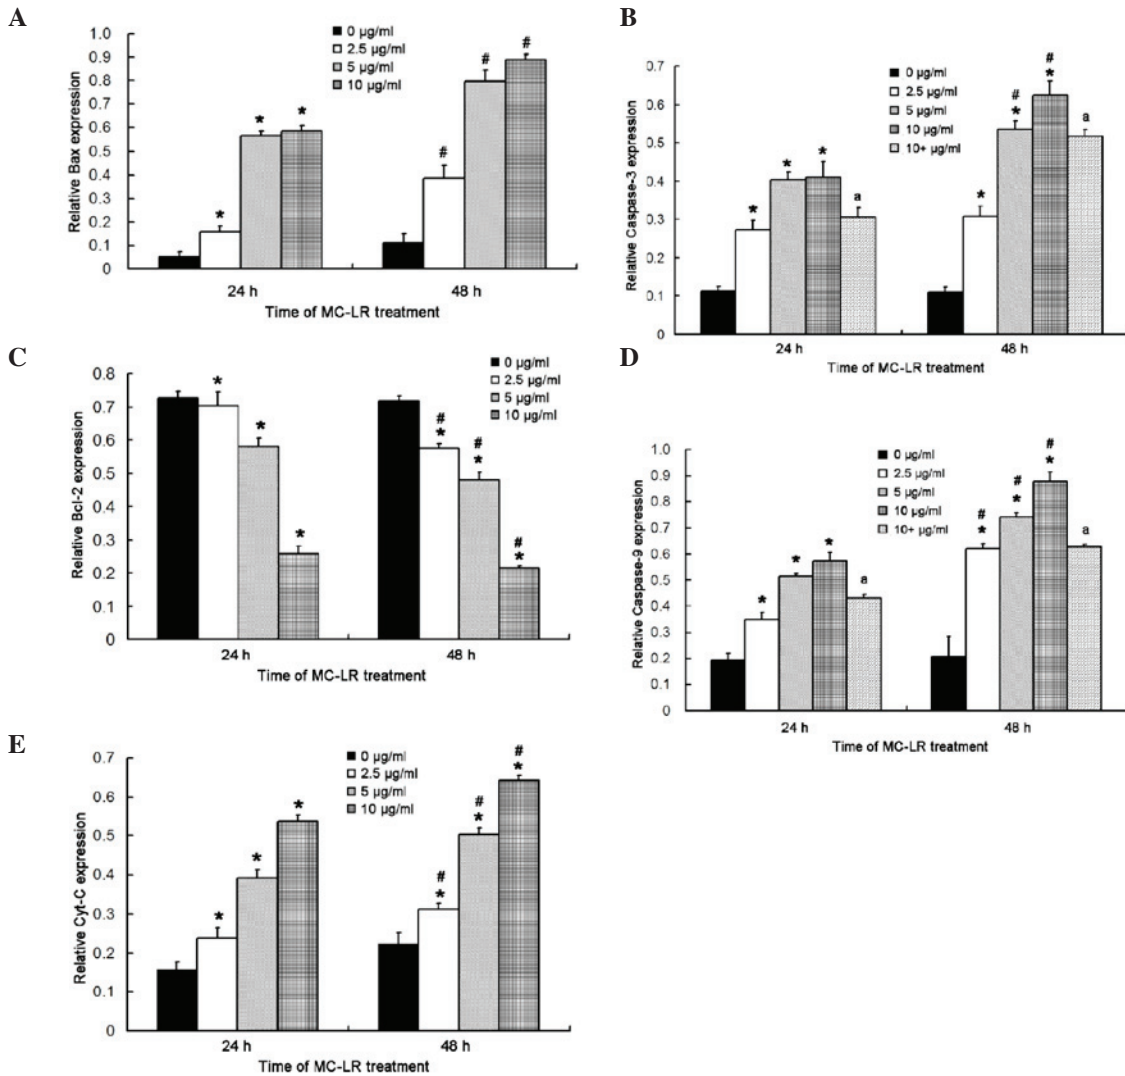 A
1.0
0.9
0.8
0.7
0.6
0.5
0.4
0.3
0.2
0.1
0
Relative Bax expression
0 µg/ml
2.5 µg/ml
5 µg/ml
10 µg/ml
*
*
*
#
#
#
24 h
48 h
Time of MC-LR treatment
B
0.7
0.6
0.5
0.4
0.3
0.2
0.1
0
Relative Caspase-3 expression
0 µg/ml
2.5 µg/ml
5 µg/ml
10 µg/ml
10+ µg/ml
*
*
*
a
*
#
*
#
*
a
24 h
48 h
Time of MC-LR treatment
C
0.8
0.7
0.6
0.5
0.4
0.3
0.2
0.1
0
Relative Bcl-2 expression
0 µg/ml
2.5 µg/ml
5 µg/ml
10 µg/ml
*
*
*
#
*
#
*
#
*
24 h
48 h
Time of MC-LR treatment
D
1.0
0.9
0.8
0.7
0.6
0.5
0.4
0.3
0.2
0.1
0
Relative Caspase-9 expression
0 µg/ml
2.5 µg/ml
5 µg/ml
10 µg/ml
10+ µg/ml
*
*
*
a
#
*
#
*
#
*
a
24 h
48 h
Time of MC-LR treatment
E
0.7
0.6
0.5
0.4
0.3
0.2
0.1
0
Relative Cyt-C expression
0 µg/ml
2.5 µg/ml
5 µg/ml
10 µg/ml
*
*
*
#
*
#
*
#
*
24 h
48 h
Time of MC-LR treatment